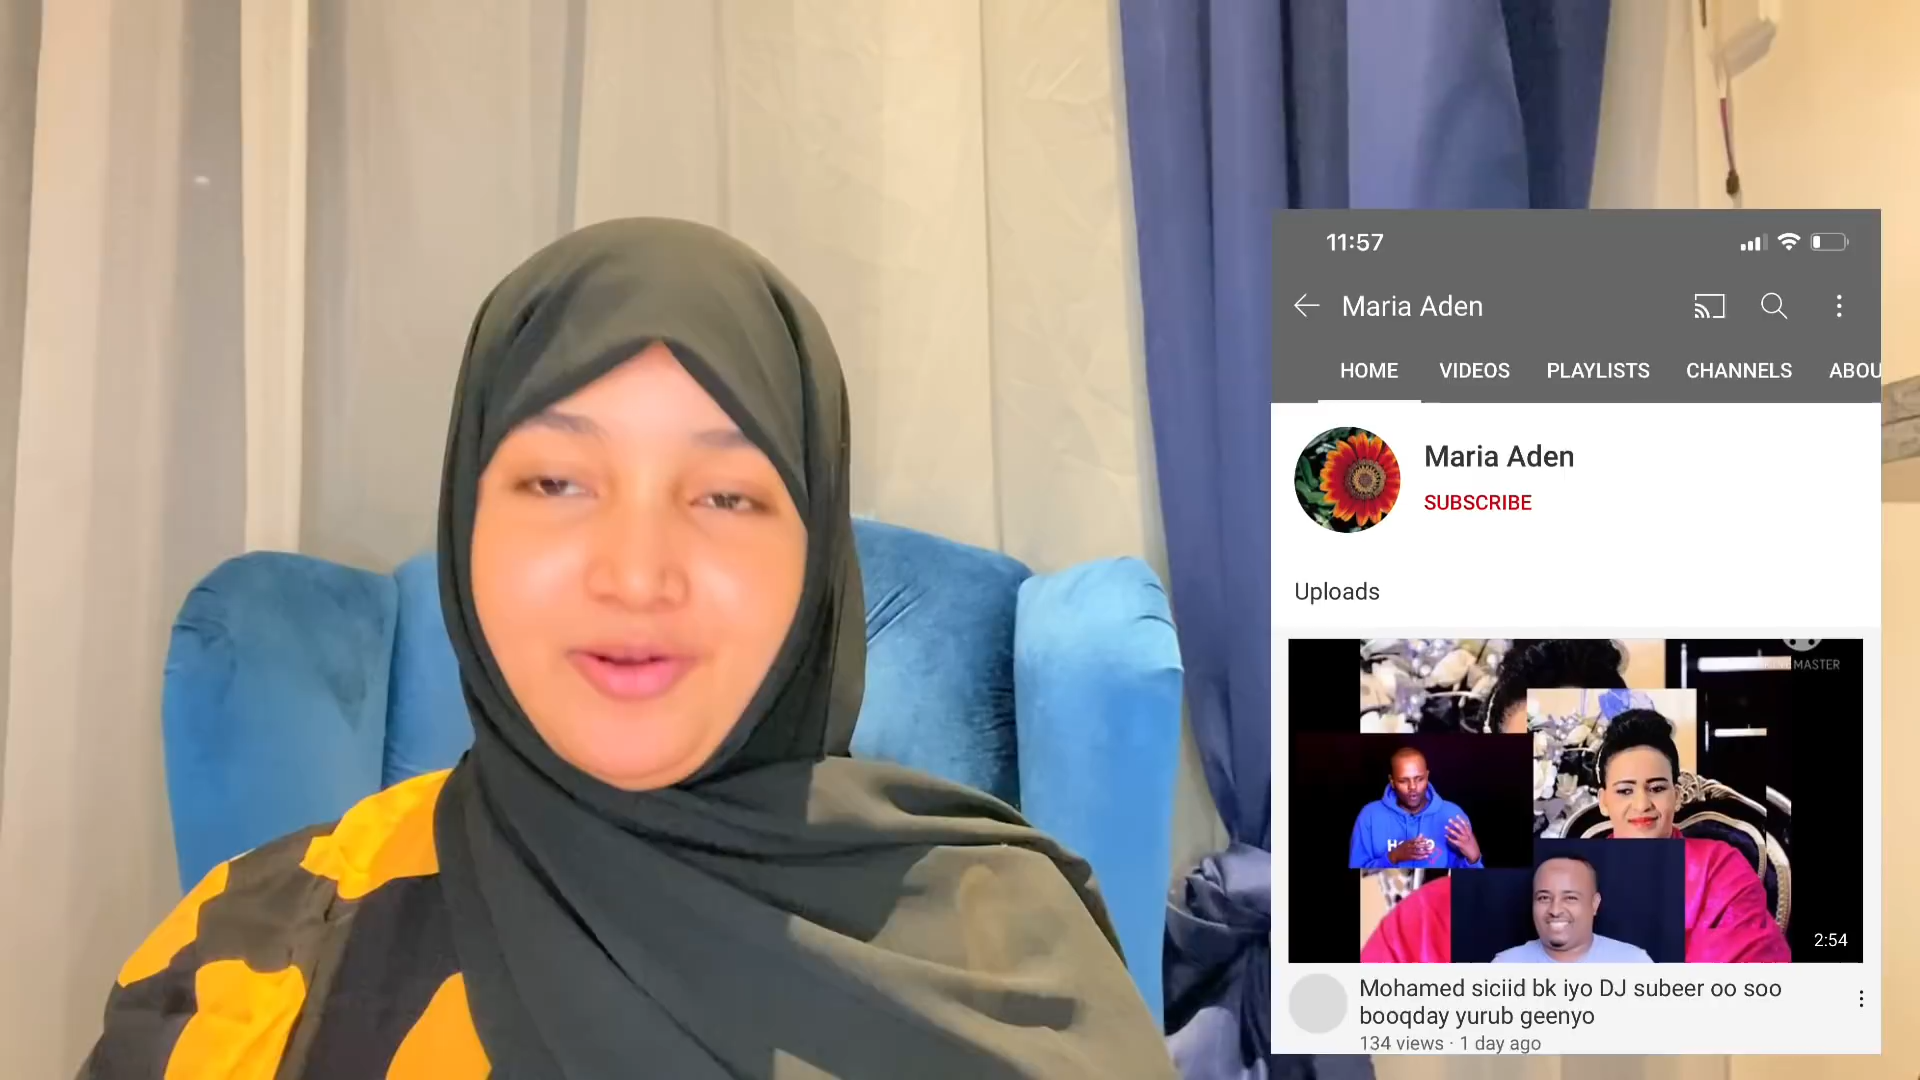 11:57
Maria Aden
HOME VIDEOS PLAYLISTS CHANNELS ABOU
Maria Aden
SUBSCRIBE
Uploads
MASTER
2:54
Mohamed siciid bk iyo DJ subeer oo soo
booqday yurub geenyo
134 views · 1 day ago